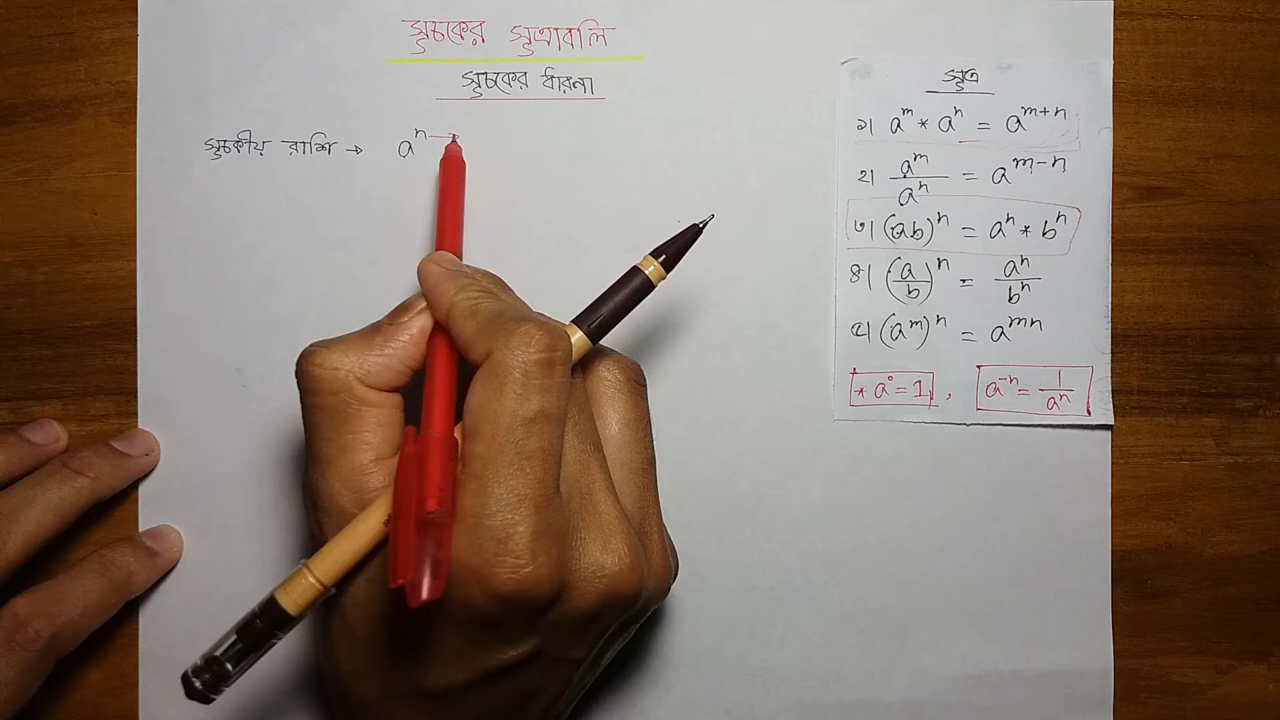 সূচকের সূত্রাবলি
সূচকের ধারনা
সূচকীয় রাশি → aⁿ
সূত্র
১| aᵐ * aⁿ = aᵐ⁺ⁿ
২| aᵐ/aⁿ = aᵐ⁻ⁿ
৩| (ab)ⁿ = aⁿ * bⁿ
৪| (a/b)ⁿ = aⁿ/bⁿ
৫| (aᵐ)ⁿ = aᵐⁿ
* a⁰ = 1, a⁻ⁿ = 1/aⁿ